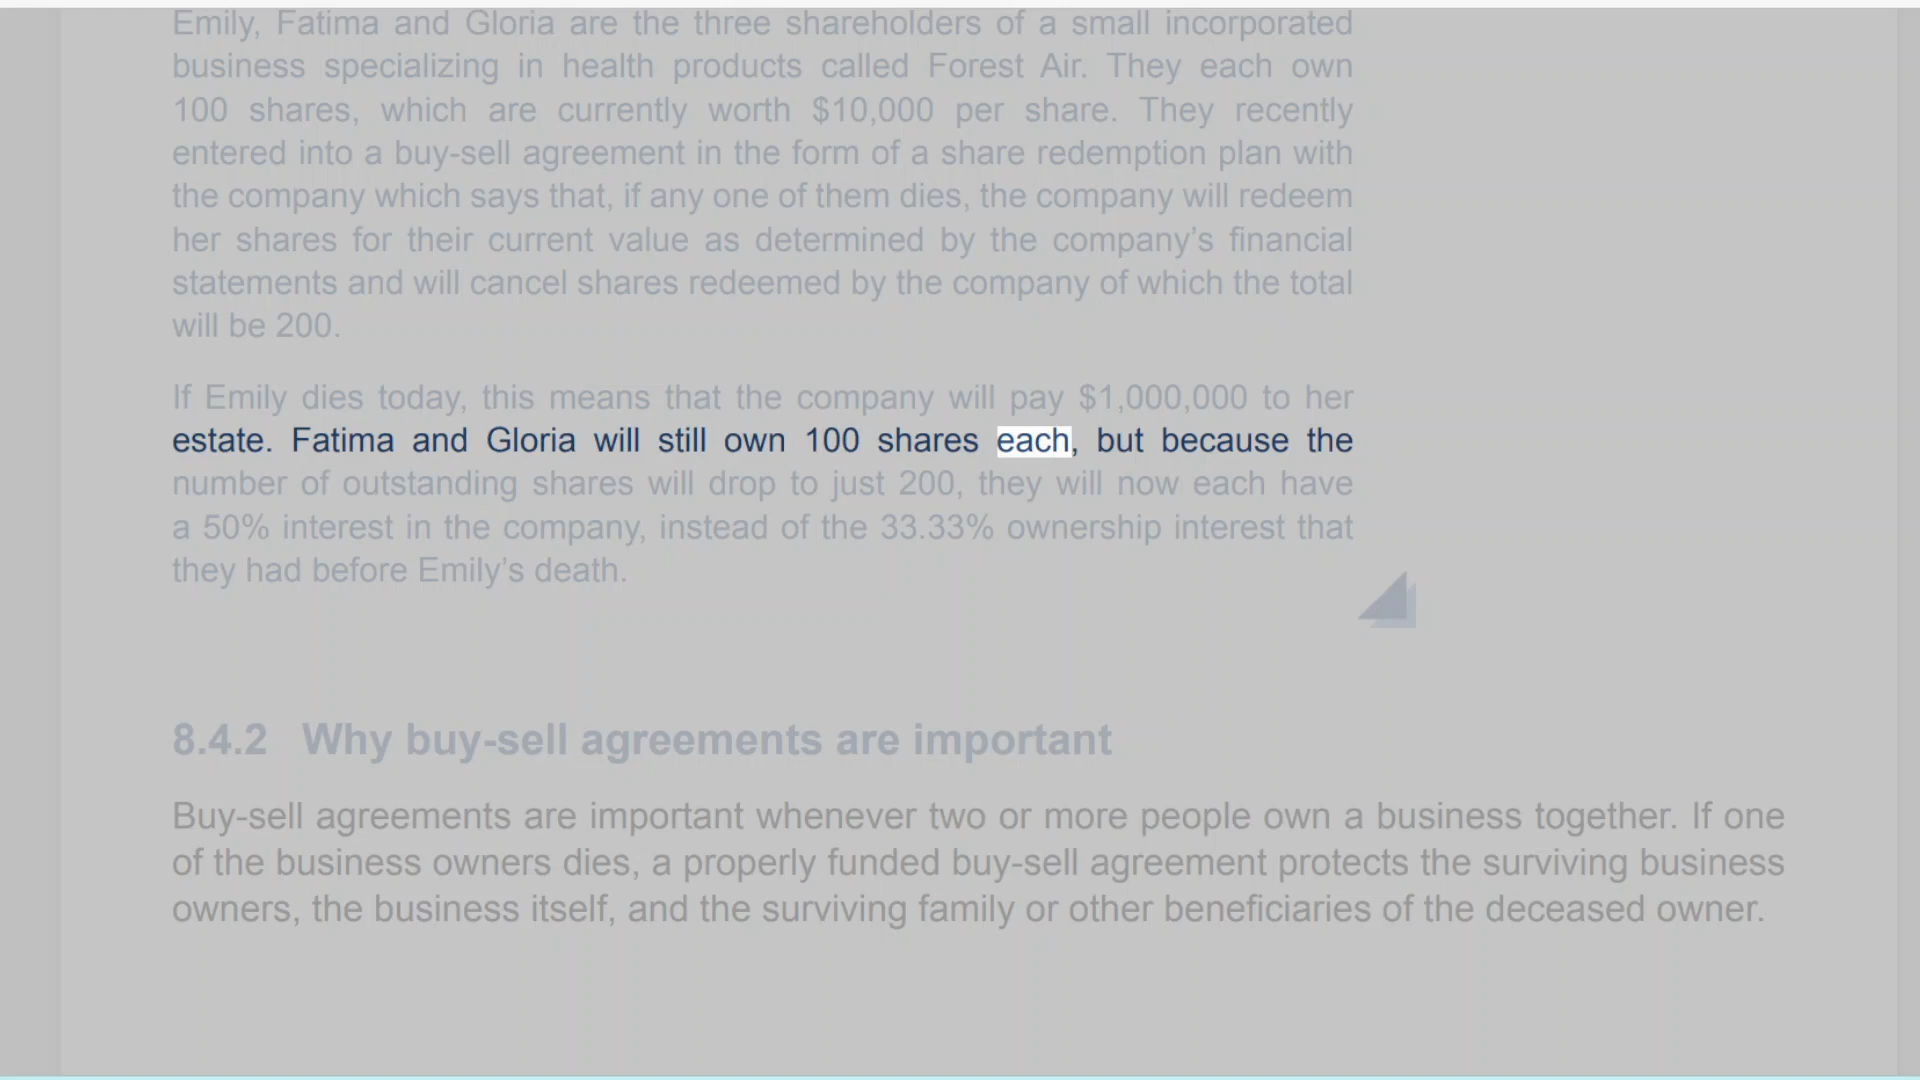 Emily, Fatima and Gloria are the three shareholders of a small incorporated
business specializing in health products called Forest Air. They each own
100 shares, which are currently worth $10,000 per share. They recently
entered into a buy-sell agreement in the form of a share redemption plan with
the company which says that, if any one of them dies, the company will redeem
her shares for their current value as determined by the company’s financial
statements and will cancel shares redeemed by the company of which the total
will be 200.
If Emily dies today, this means that the company will pay $1,000,000 to her
estate. Fatima and Gloria will still own 100 shares each, but because the
number of outstanding shares will drop to just 200, they will now each have
a 50% interest in the company, instead of the 33.33% ownership interest that
they had before Emily’s death.
8.4.2 Why buy-sell agreements are important
Buy-sell agreements are important whenever two or more people own a business together. If one
of the business owners dies, a properly funded buy-sell agreement protects the surviving business
owners, the business itself, and the surviving family or other beneficiaries of the deceased owner.